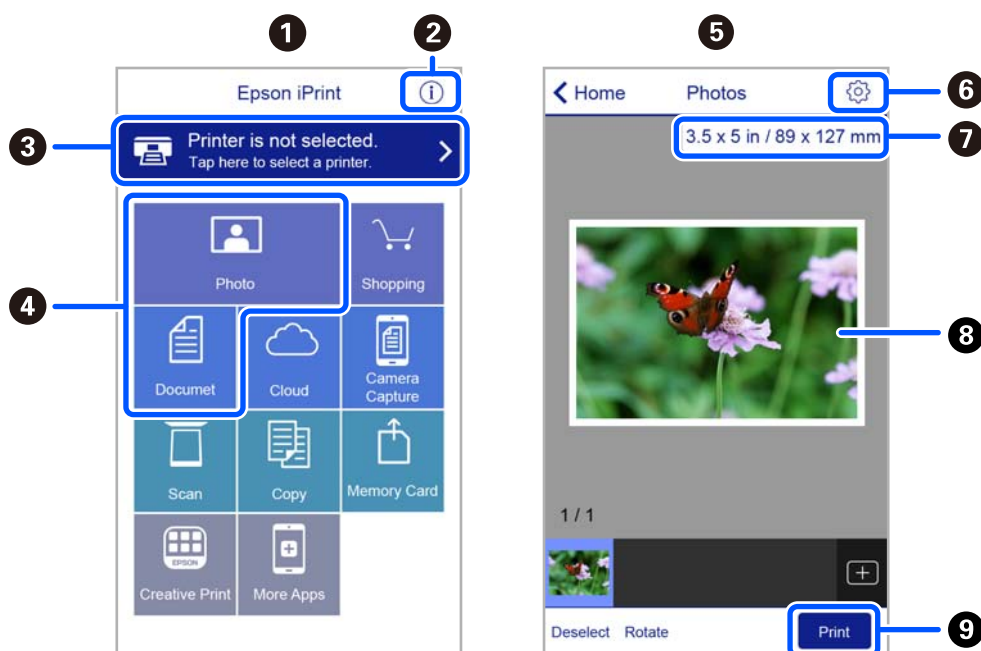 1
2
Epson iPrint
3
Printer is not selected.
Tap here to select a printer.
4
Photo
Shopping
Documet
Cloud
Camera
Capture
Scan
Copy
Memory Card
EPSON
Creative Print
More Apps
5
Home
Photos
6
3.5 x 5 in / 89 x 127 mm
7
8
1 / 1
Deselect
Rotate
Print
9